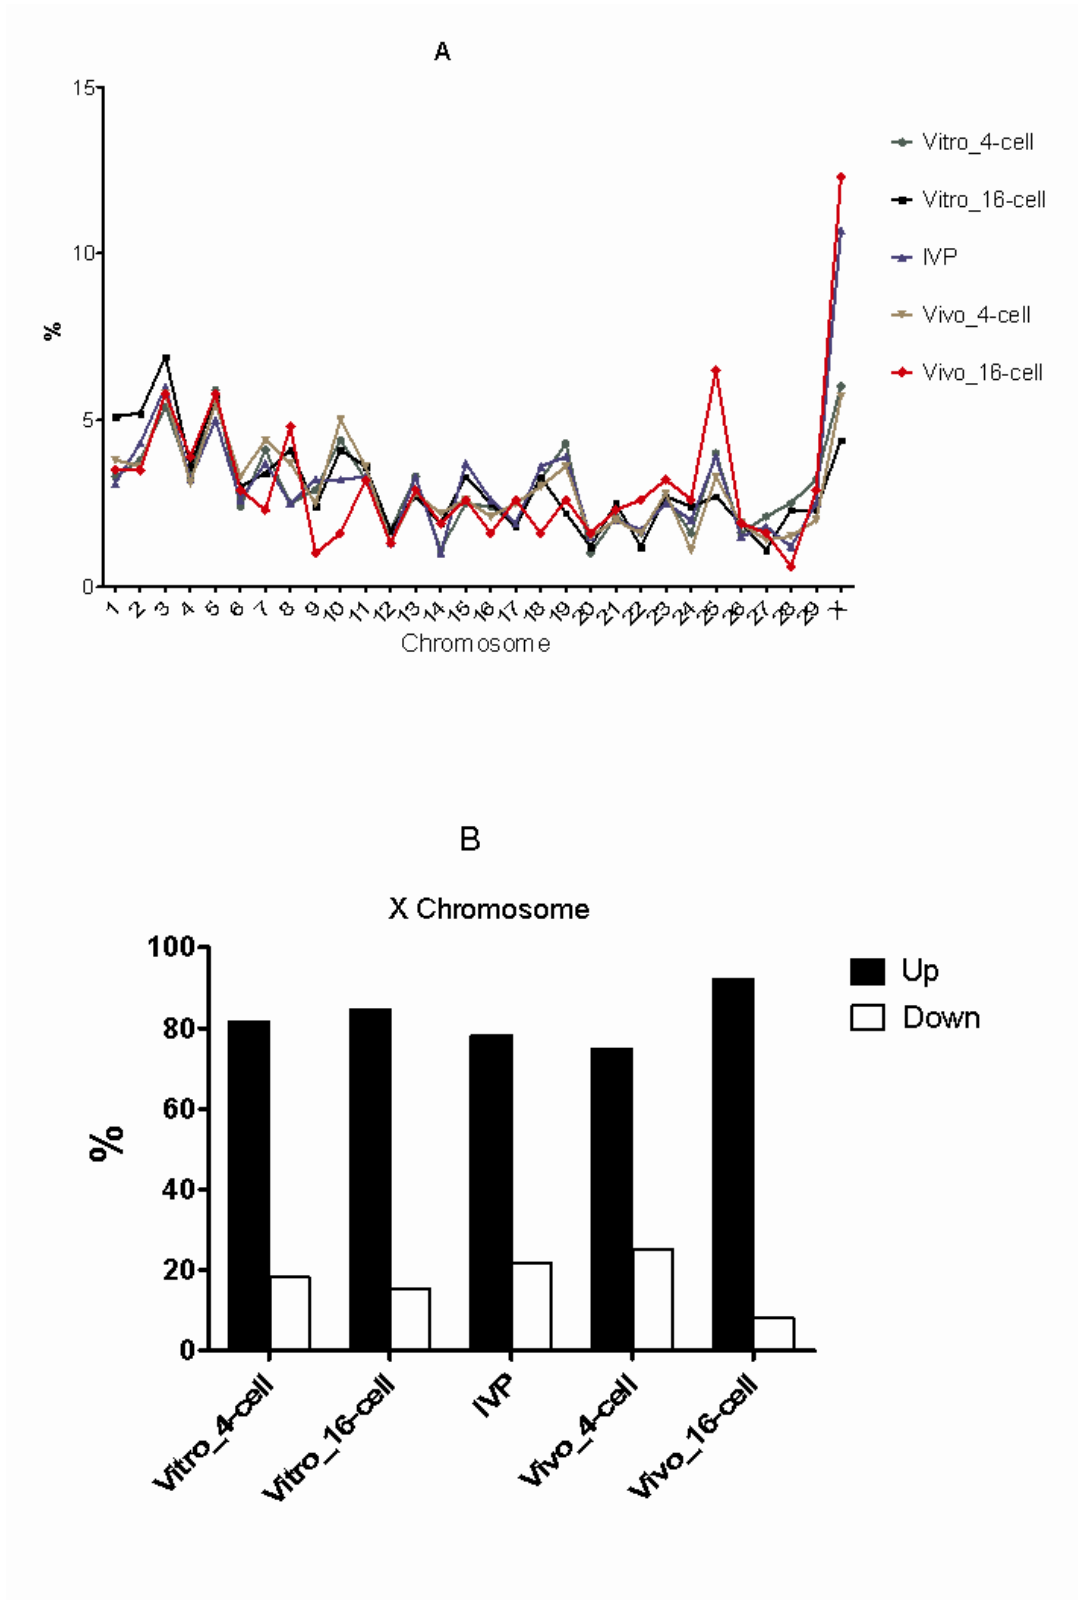 A
15
10
5
0
%
1 2 3 4 5 6 7 8 9 10 11 12 13 14 15 16 17 18 19 20 21 22 23 24 25 26 27 28 29 X
Chromosome
Vitro_4-cell
Vitro_16-cell
IVP
Vivo_4-cell
Vivo_16-cell
B
X Chromosome
100
80
60
40
20
0
%
Up
Down
Vitro_4-cell
Vitro_16-cell
IVP
Vivo_4-cell
Vivo_16-cell